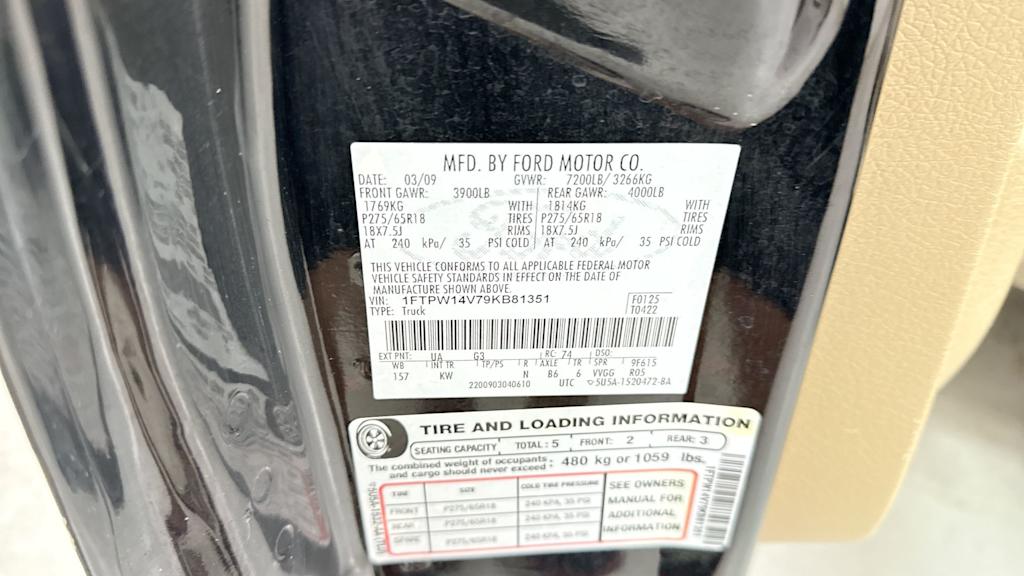 MFD. BY FORD MOTOR CO.
DATE: 03/09 GVWR: 7200LB/ 3266KG
FRONT GAWR: 3900LB REAR GAWR: 4000LB
1769KG WITH 1814KG WITH
P275/65R18 TIRES P275/65R18 TIRES
18X7.5J RIMS 18X7.5J RIMS
AT 240 kPa/ 35 PSI COLD AT 240 kPa/ 35 PSI COLD
THIS VEHICLE CONFORMS TO ALL APPLICABLE FEDERAL MOTOR
VEHICLE SAFETY STANDARDS IN EFFECT ON THE DATE OF
MANUFACTURE SHOWN ABOVE.
VIN: 1FTPW14V79KB81351 F0125
TYPE: Truck T0422
EXT PNT: UA G3 RC: 74 DSO:
WB INT TR TP/PS R AXLE TR SPR 9F615
157 KW N B6 6 VVGG R05
2200903040610 UTC 5U5A-1520472-BA
TIRE AND LOADING INFORMATION
SEATING CAPACITY TOTAL: 5 FRONT: 2 REAR: 3
The combined weight of occupants
and cargo should never exceed: 480 kg or 1059 lbs.
TIRE SIZE COLD TIRE PRESSURE
FRONT P275/65R18 240 KPA, 35 PSI
REAR P275/65R18 240 KPA, 35 PSI
SPARE P275/65R18 240 KPA, 35 PSI
SEE OWNERS
MANUAL FOR
ADDITIONAL
INFORMATION